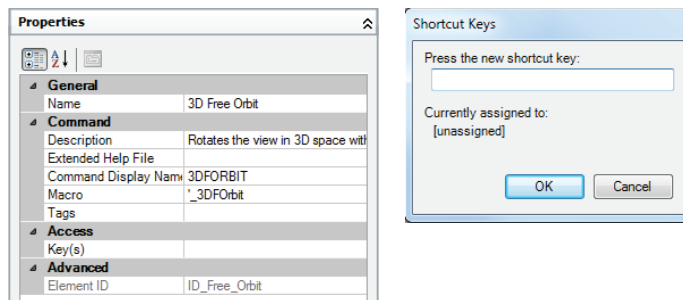 Properties
General
Name 3D Free Orbit
Command
Description Rotates the view in 3D space with
Extended Help File
Command Display Name 3DFORBIT
Macro '_3DFOrbit
Tags
Access
Key(s)
Advanced
Element ID ID_Free_Orbit
Shortcut Keys
Press the new shortcut key:
Currently assigned to:
[unassigned]
OK Cancel